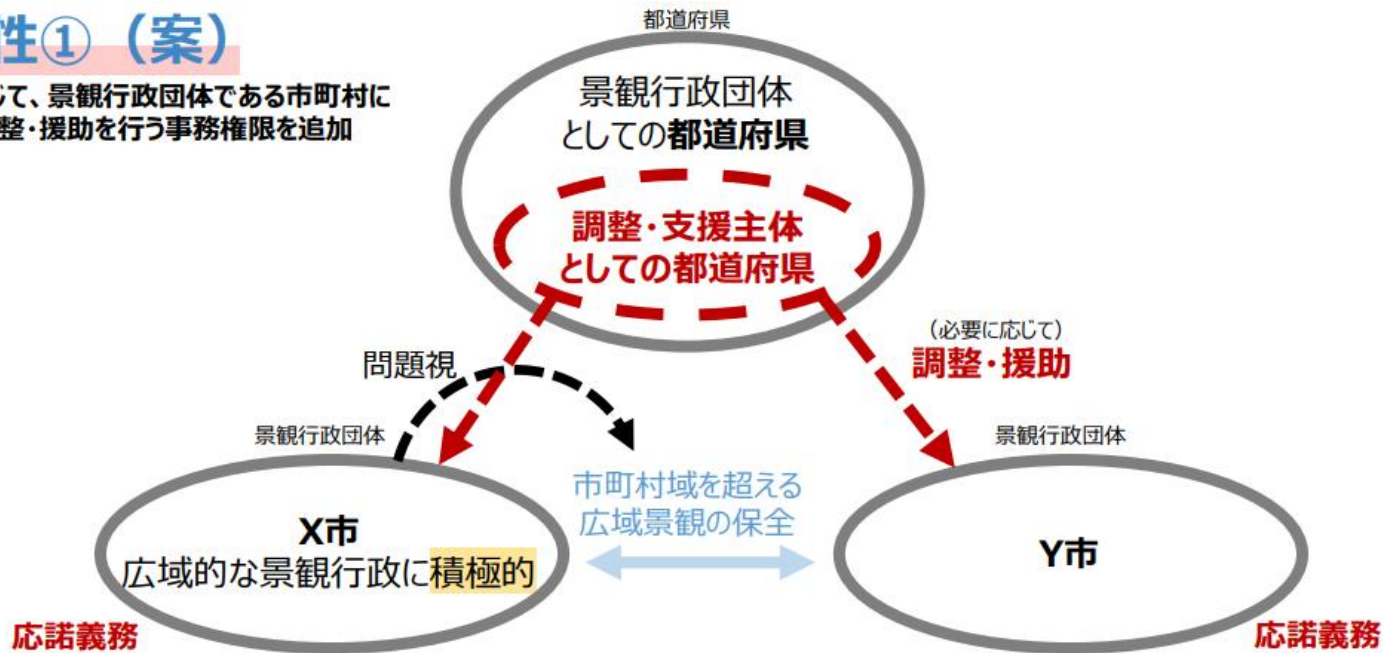 性①（案）
じて、景観行政団体である市町村に
整・援助を行う事務権限を追加
都道府県
景観行政団体
としての都道府県
調整・支援主体
としての都道府県
（必要に応じて）
調整・援助
問題視
景観行政団体
X市
広域的な景観行政に積極的
応諾義務
市町村域を超える
広域景観の保全
景観行政団体
Y市
応諾義務